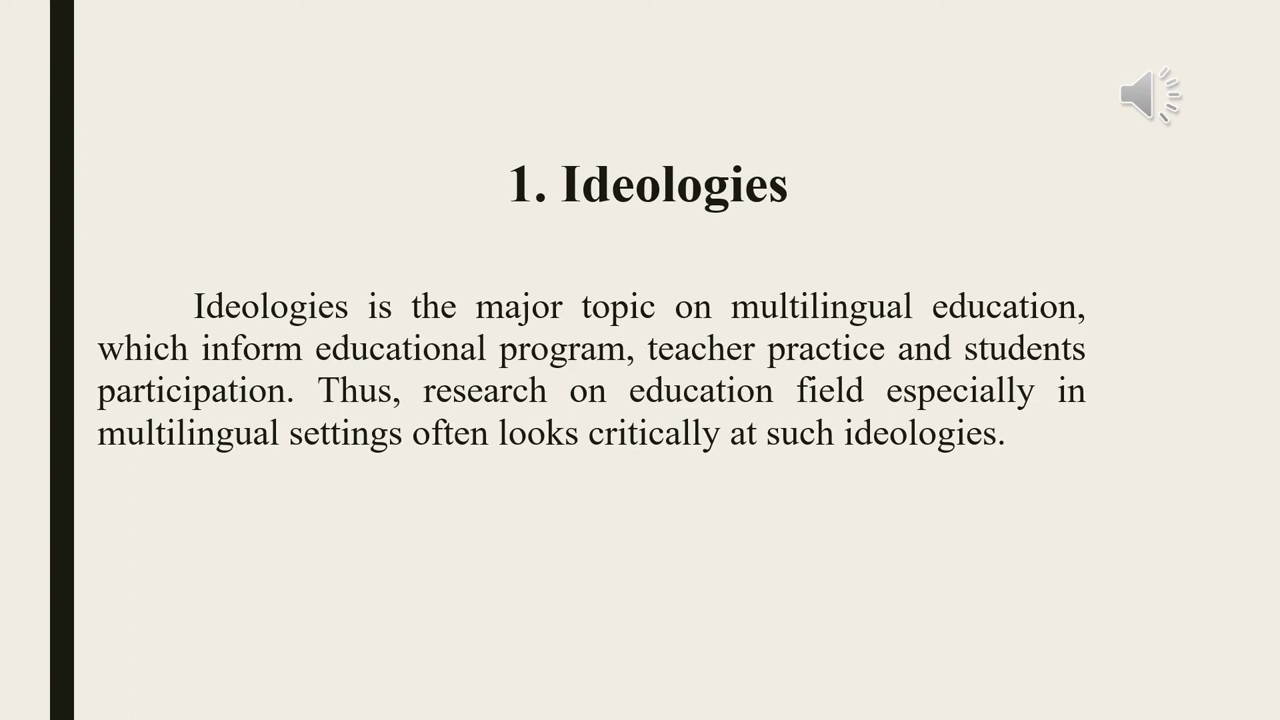 1. Ideologies
Ideologies is the major topic on multilingual education,
which inform educational program, teacher practice and students
participation. Thus, research on education field especially in
multilingual settings often looks critically at such ideologies.